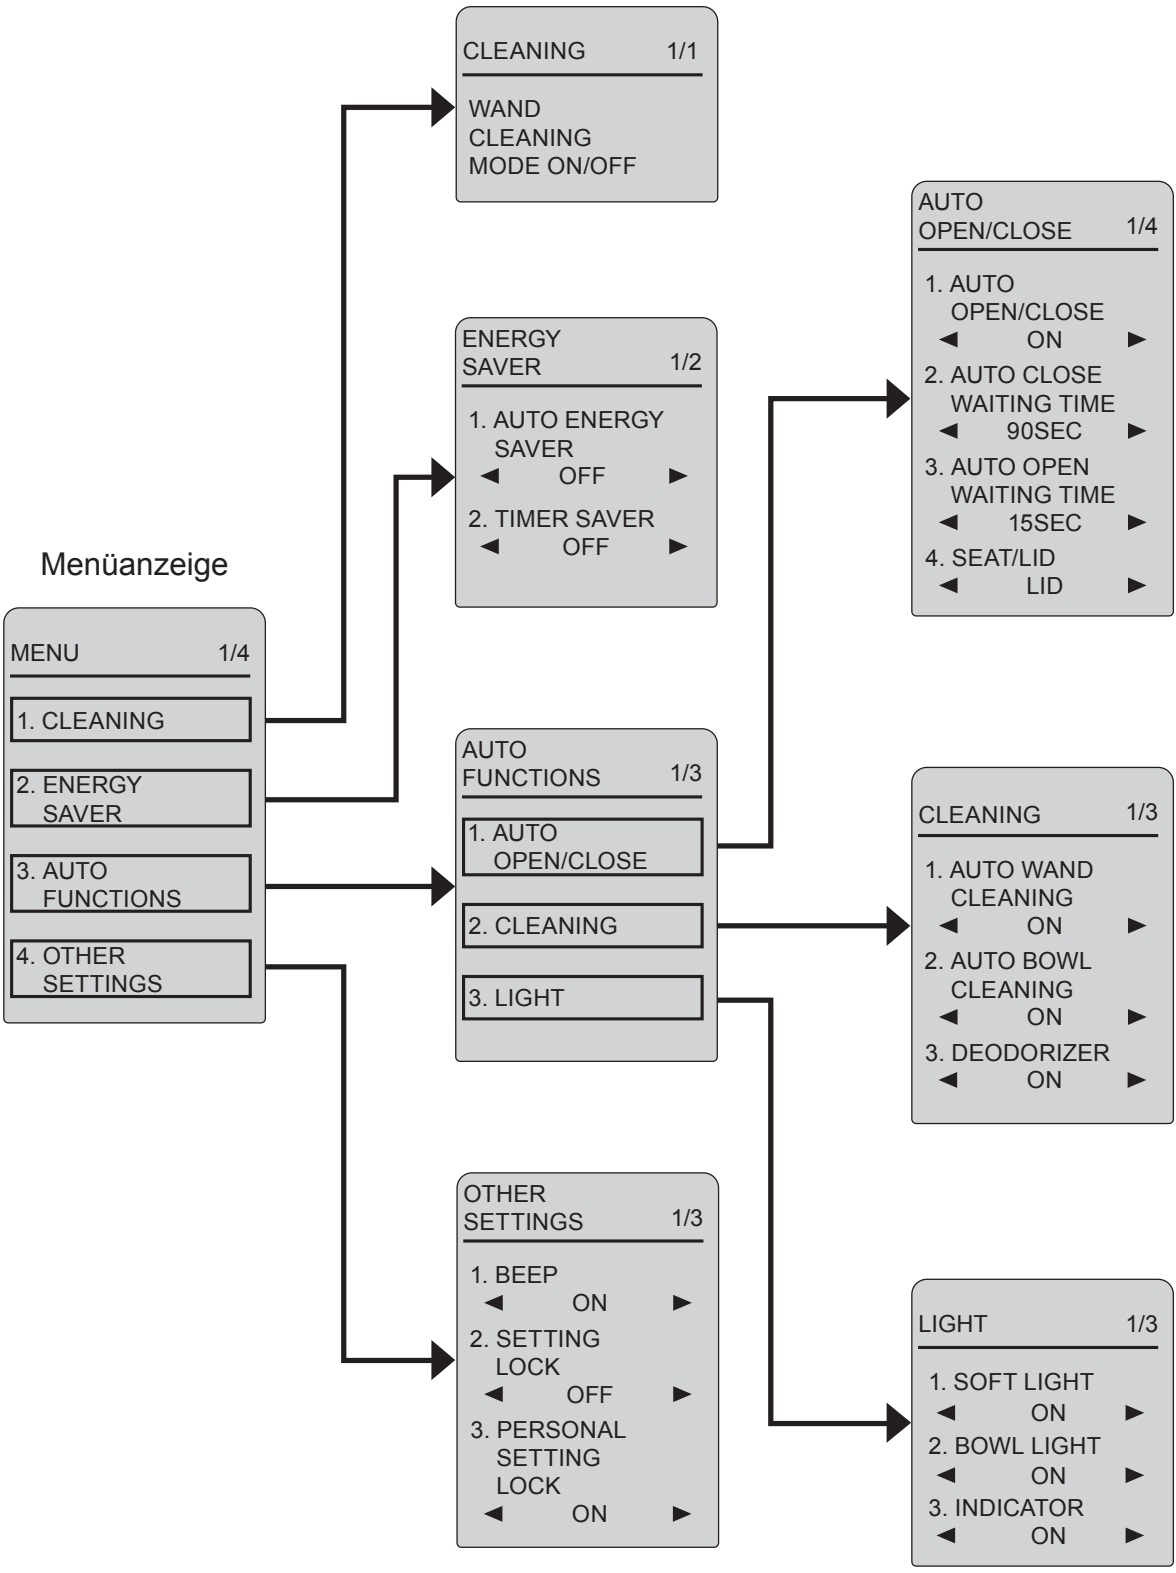 Menüanzeige
MENU 1/4
1. CLEANING
2. ENERGY
SAVER
3. AUTO
FUNCTIONS
4. OTHER
SETTINGS
CLEANING 1/1
WAND
CLEANING
MODE ON/OFF
ENERGY
SAVER 1/2
1. AUTO ENERGY
SAVER
◀ OFF ▶
2. TIMER SAVER
◀ OFF ▶
AUTO
FUNCTIONS 1/3
1. AUTO
OPEN/CLOSE
2. CLEANING
3. LIGHT
OTHER
SETTINGS 1/3
1. BEEP
◀ ON ▶
2. SETTING
LOCK
◀ OFF ▶
3. PERSONAL
SETTING
LOCK
◀ ON ▶
AUTO
OPEN/CLOSE 1/4
1. AUTO
OPEN/CLOSE
◀ ON ▶
2. AUTO CLOSE
WAITING TIME
◀ 90SEC ▶
3. AUTO OPEN
WAITING TIME
◀ 15SEC ▶
4. SEAT/LID
◀ LID ▶
CLEANING 1/3
1. AUTO WAND
CLEANING
◀ ON ▶
2. AUTO BOWL
CLEANING
◀ ON ▶
3. DEODORIZER
◀ ON ▶
LIGHT 1/3
1. SOFT LIGHT
◀ ON ▶
2. BOWL LIGHT
◀ ON ▶
3. INDICATOR
◀ ON ▶